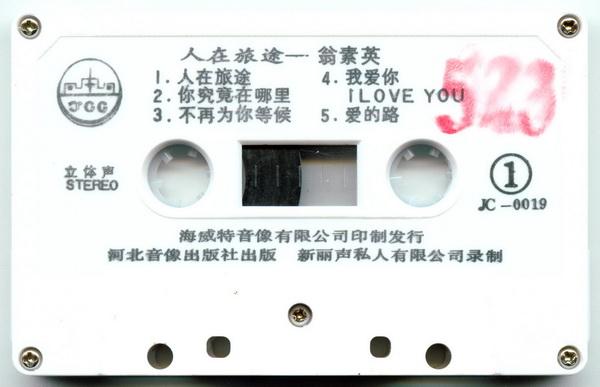 人在旅途—翁素英
1.人在旅途
2.你究竟在哪里
3.不再为你等候
4.我爱你
I LOVE YOU
5.爱的路
523
JCC
立体声
STEREO
1
JC-0019
海威特音像有限公司印制发行
河北音像出版社出版 新丽声私人有限公司录制